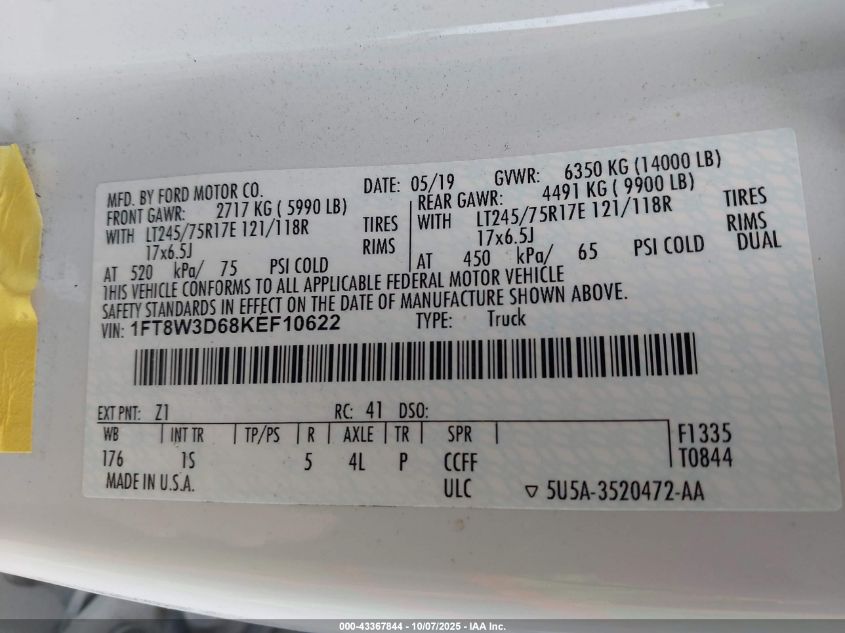 MFD. BY FORD MOTOR CO. DATE: 05/19 GVWR: 6350 KG (14000 LB)
FRONT GAWR: 2717 KG ( 5990 LB) REAR GAWR: 4491 KG ( 9900 LB)
WITH LT245/75R17E 121/118R TIRES WITH LT245/75R17E 121/118R TIRES
17x6.5J RIMS 17x6.5J RIMS
AT 520 kPa/ 75 PSI COLD AT 450 kPa/ 65 PSI COLD DUAL
THIS VEHICLE CONFORMS TO ALL APPLICABLE FEDERAL MOTOR VEHICLE
SAFETY STANDARDS IN EFFECT ON THE DATE OF MANUFACTURE SHOWN ABOVE.
VIN: 1FT8W3D68KEF10622 TYPE: Truck
EXT PNT: Z1 RC: 41 DSO:
WB INT TR TP/PS R AXLE TR SPR F1335
176 1S 5 4L P CCFF T0844
MADE IN U.S.A. ULC ▽ 5U5A-3520472-AA
000-43367844 - 10/07/2025 - IAA Inc.